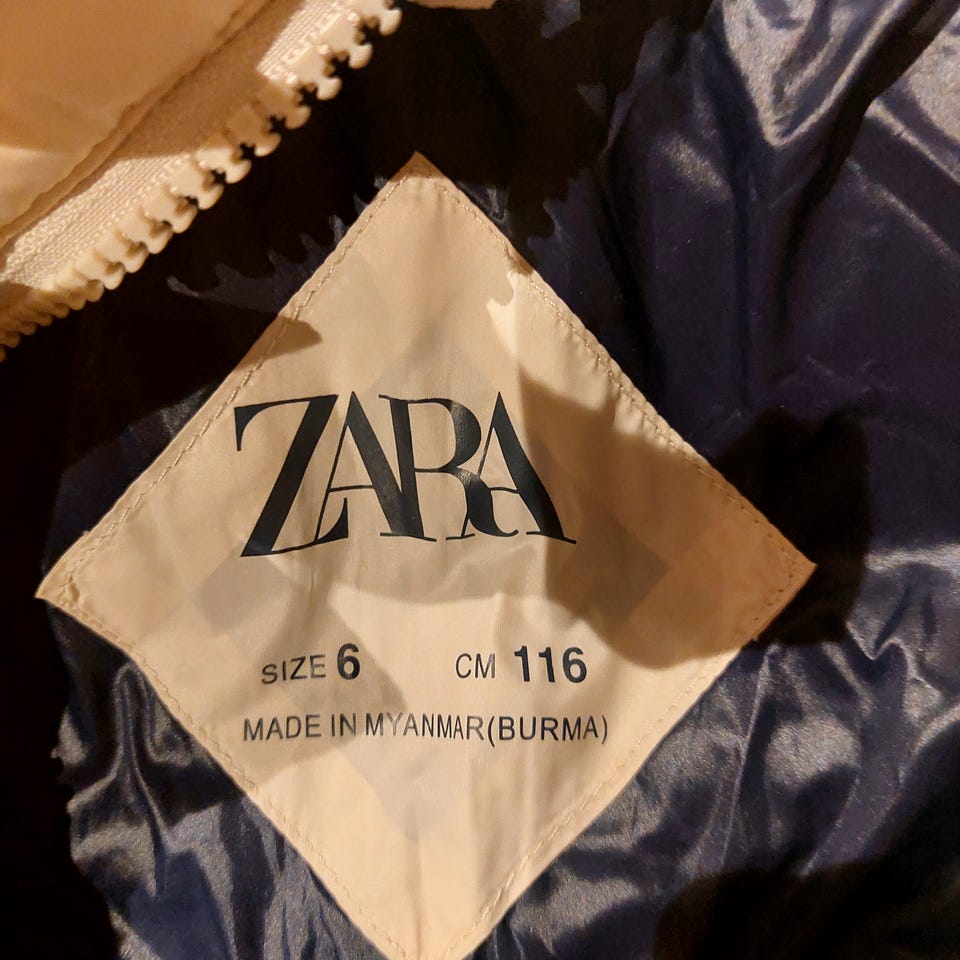 ZARA
SIZE 6 CM 116
MADE IN MYANMAR(BURMA)